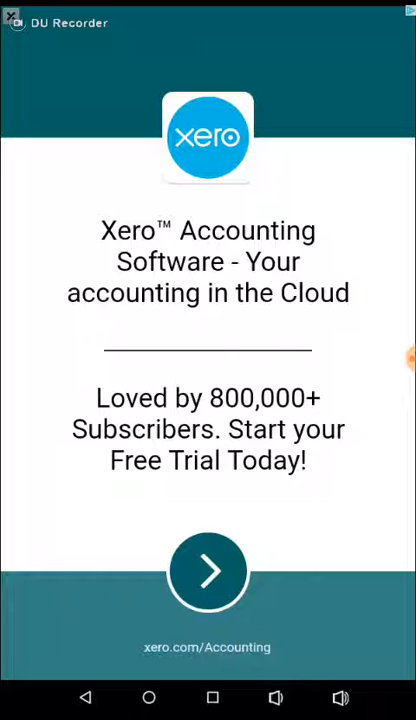 DU Recorder
xero
Xero™ Accounting
Software - Your
accounting in the Cloud
Loved by 800,000+
Subscribers. Start your
Free Trial Today!
xero.com/Accounting